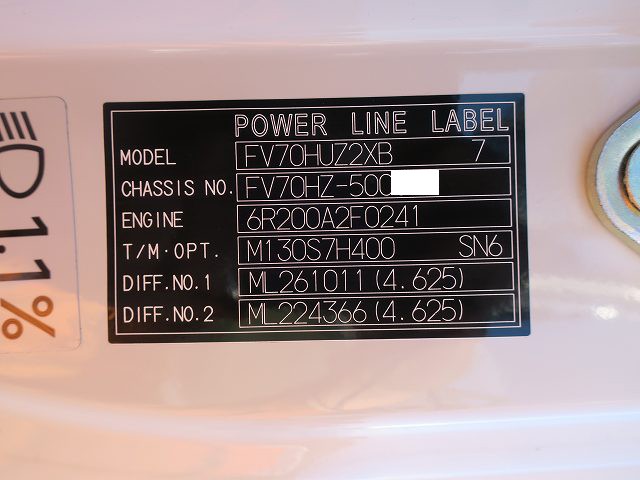 POWER LINE LABEL
MODEL FV70HUZ2XB 7
CHASSIS NO. FV70HZ-500
ENGINE 6R200A2F0241
T/M·OPT. M130S7H400 SN6
DIFF.NO.1 ML261011(4.625)
DIFF.NO.2 ML224366(4.625)
1.1%